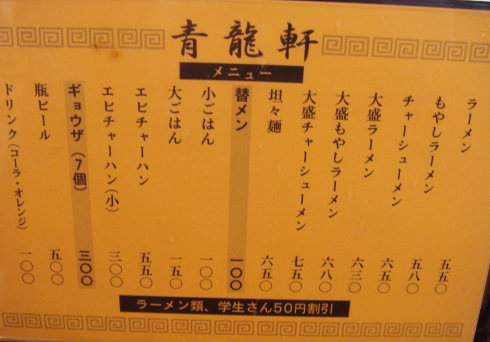 青龍軒
メニュー
ラーメン 五五〇
もやしラーメン 五八〇
チャーシューメン 六五〇
大盛ラーメン 六三〇
大盛もやしラーメン 六八〇
大盛チャーシューメン 七五〇
坦々麺 六五〇
替メン 一〇〇
小ごはん 一〇〇
大ごはん 一五〇
エビチャーハン 五五〇
エビチャーハン(小) 三〇〇
ギョウザ(7個) 三〇〇
瓶ビール 五〇〇
ドリンク(コーラ・オレンジ) 一〇〇
ラーメン類、学生さん50円割引